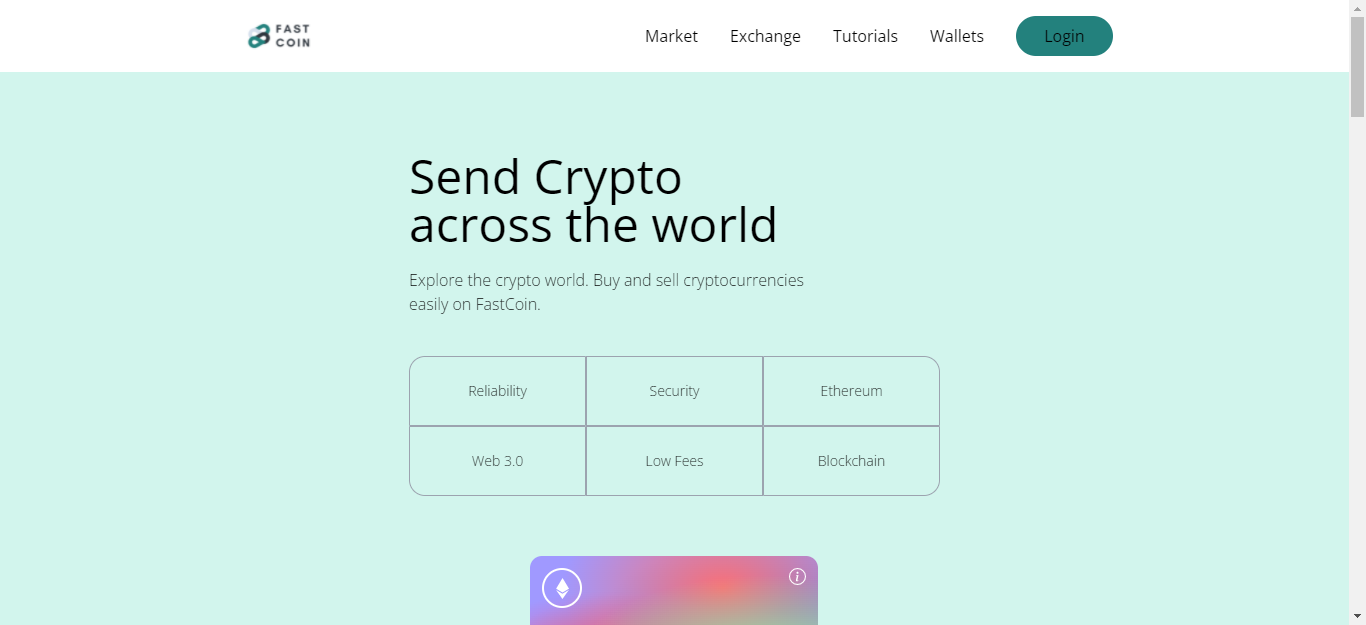 FAST
COIN
Market
Exchange
Tutorials
Wallets
Login
Send Crypto
across the world
Explore the crypto world. Buy and sell cryptocurrencies
easily on FastCoin.
Reliability
Security
Ethereum
Web 3.0
Low Fees
Blockchain